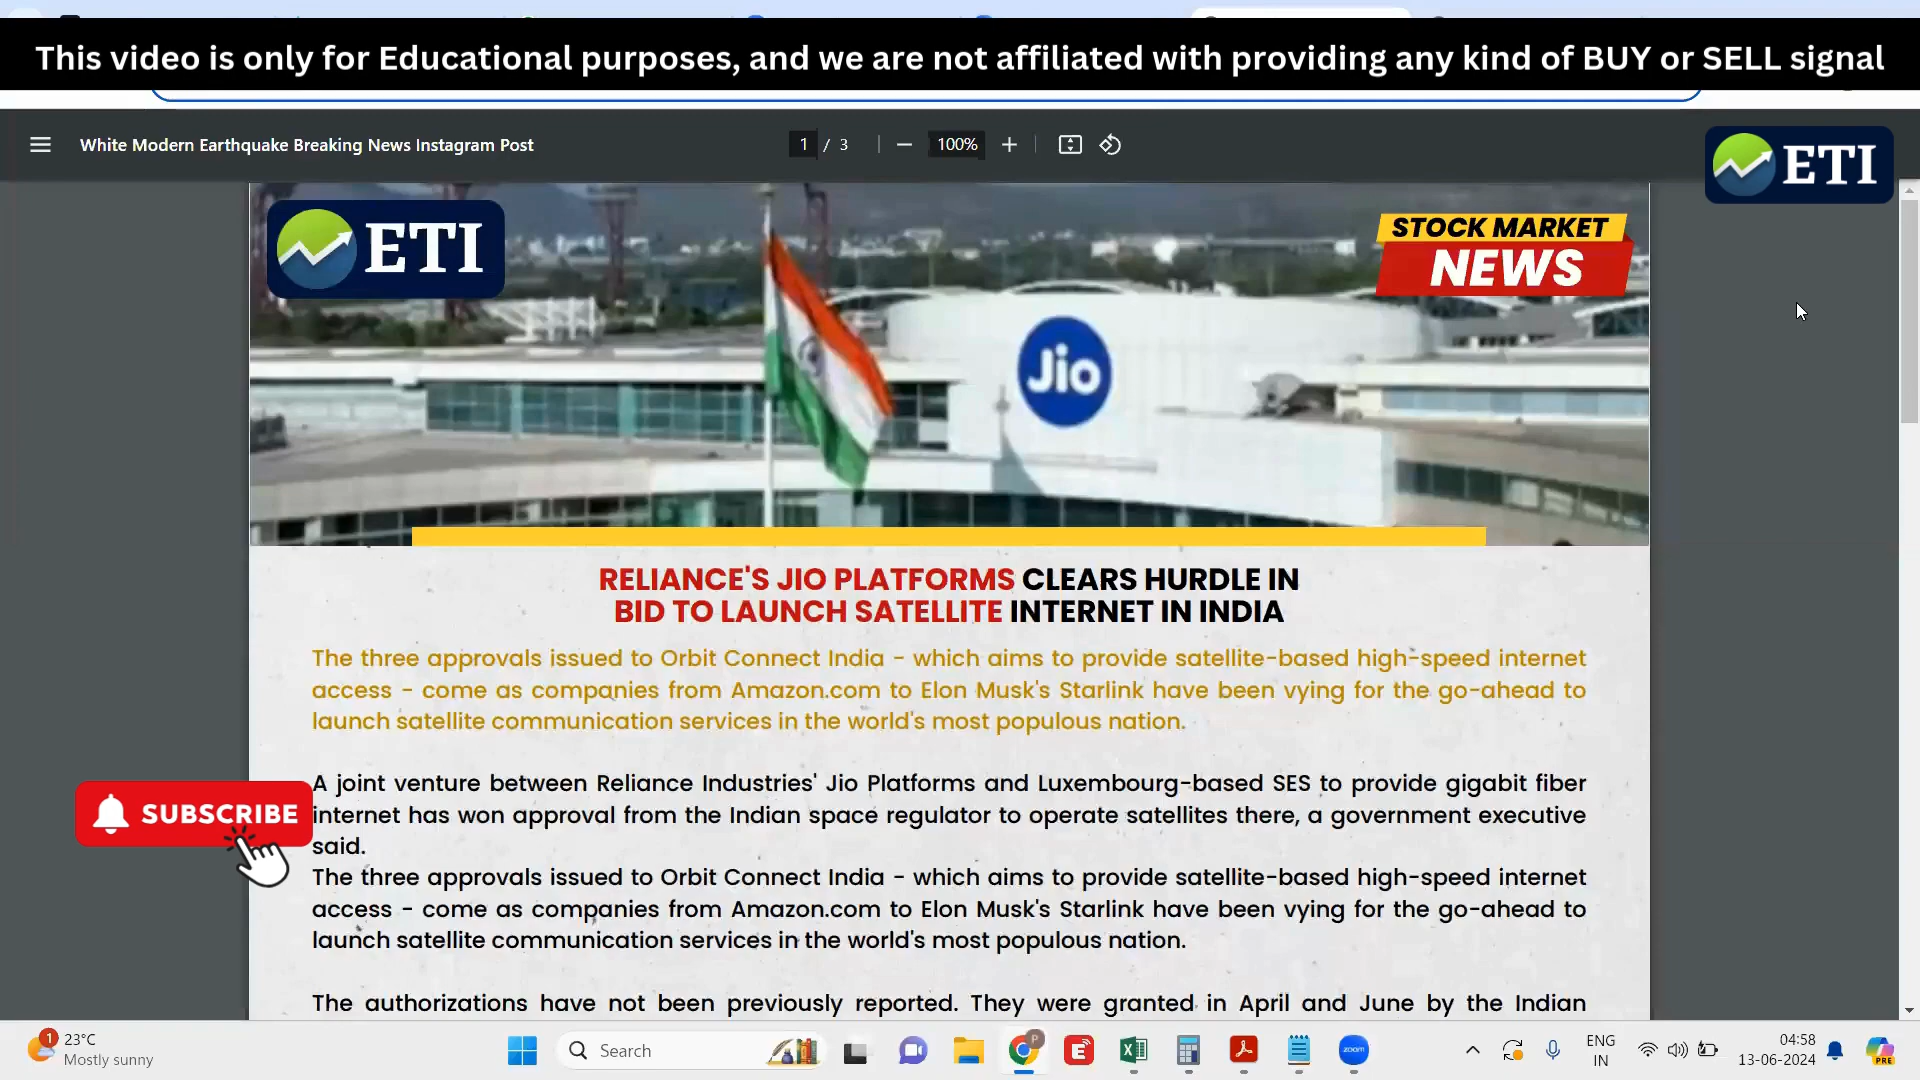 This video is only for Educational purposes, and we are not affiliated with providing any kind of BUY or SELL signal
White Modern Earthquake Breaking News Instagram Post
1 / 3
100%
ETI
ETI
STOCK MARKET
NEWS
Jio
RELIANCE'S JIO PLATFORMS CLEARS HURDLE IN
BID TO LAUNCH SATELLITE INTERNET IN INDIA
The three approvals issued to Orbit Connect India - which aims to provide satellite-based high-speed internet
access - come as companies from Amazon.com to Elon Musk's Starlink have been vying for the go-ahead to
launch satellite communication services in the world's most populous nation.
A joint venture between Reliance Industries' Jio Platforms and Luxembourg-based SES to provide gigabit fiber
internet has won approval from the Indian space regulator to operate satellites there, a government executive
said.
SUBSCRIBE
The three approvals issued to Orbit Connect India - which aims to provide satellite-based high-speed internet
access - come as companies from Amazon.com to Elon Musk's Starlink have been vying for the go-ahead to
launch satellite communication services in the world's most populous nation.
The authorizations have not been previously reported. They were granted in April and June by the Indian
1
23°C
Mostly sunny
Search
P
E
zoom
ENG
IN
04:58
13-06-2024
PRE